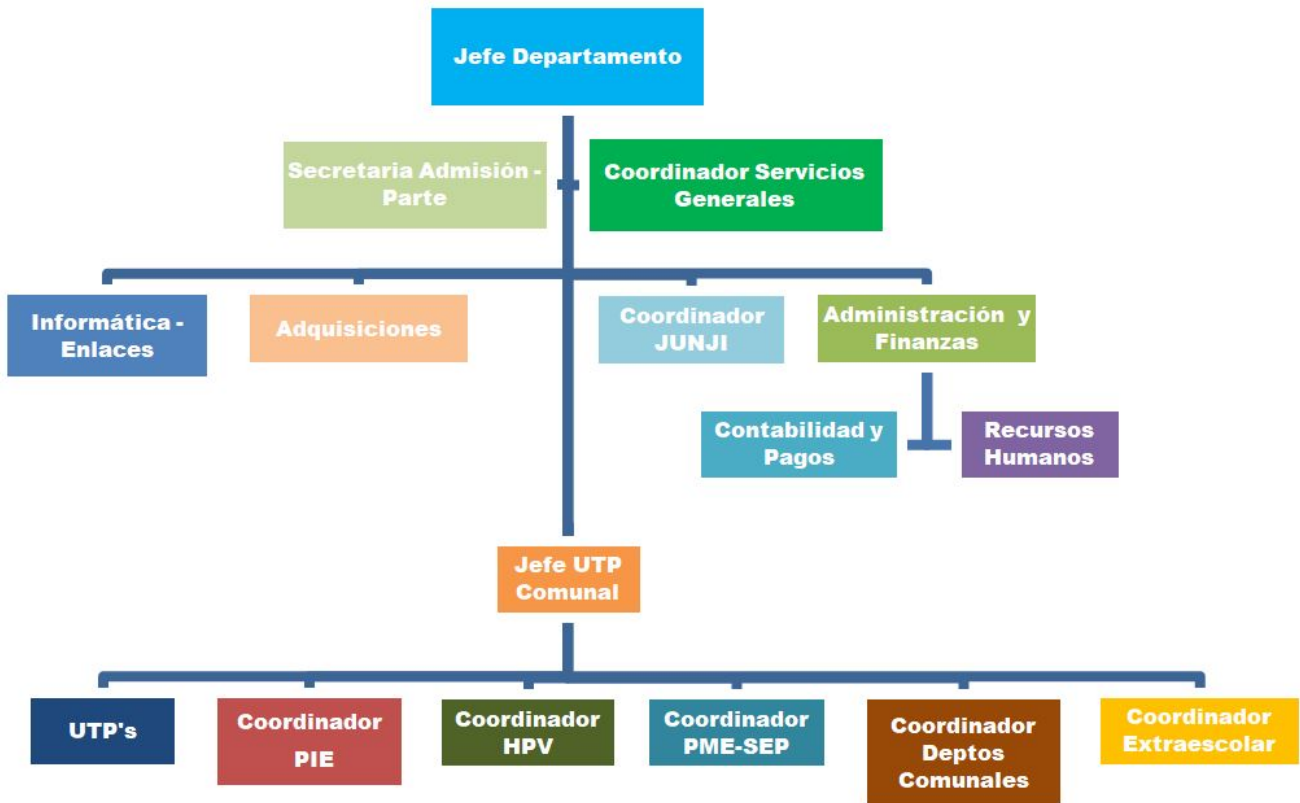 Jefe Departamento
Secretaria Admisión -
Parte
Coordinador Servicios
Generales
Informática -
Enlaces
Adquisiciones
Coordinador
JUNJI
Administración y
Finanzas
Contabilidad y
Pagos
Recursos
Humanos
Jefe UTP
Comunal
UTP's
Coordinador
PIE
Coordinador
HPV
Coordinador
PME-SEP
Coordinador
Deptos
Comunales
Coordinador
Extraescolar